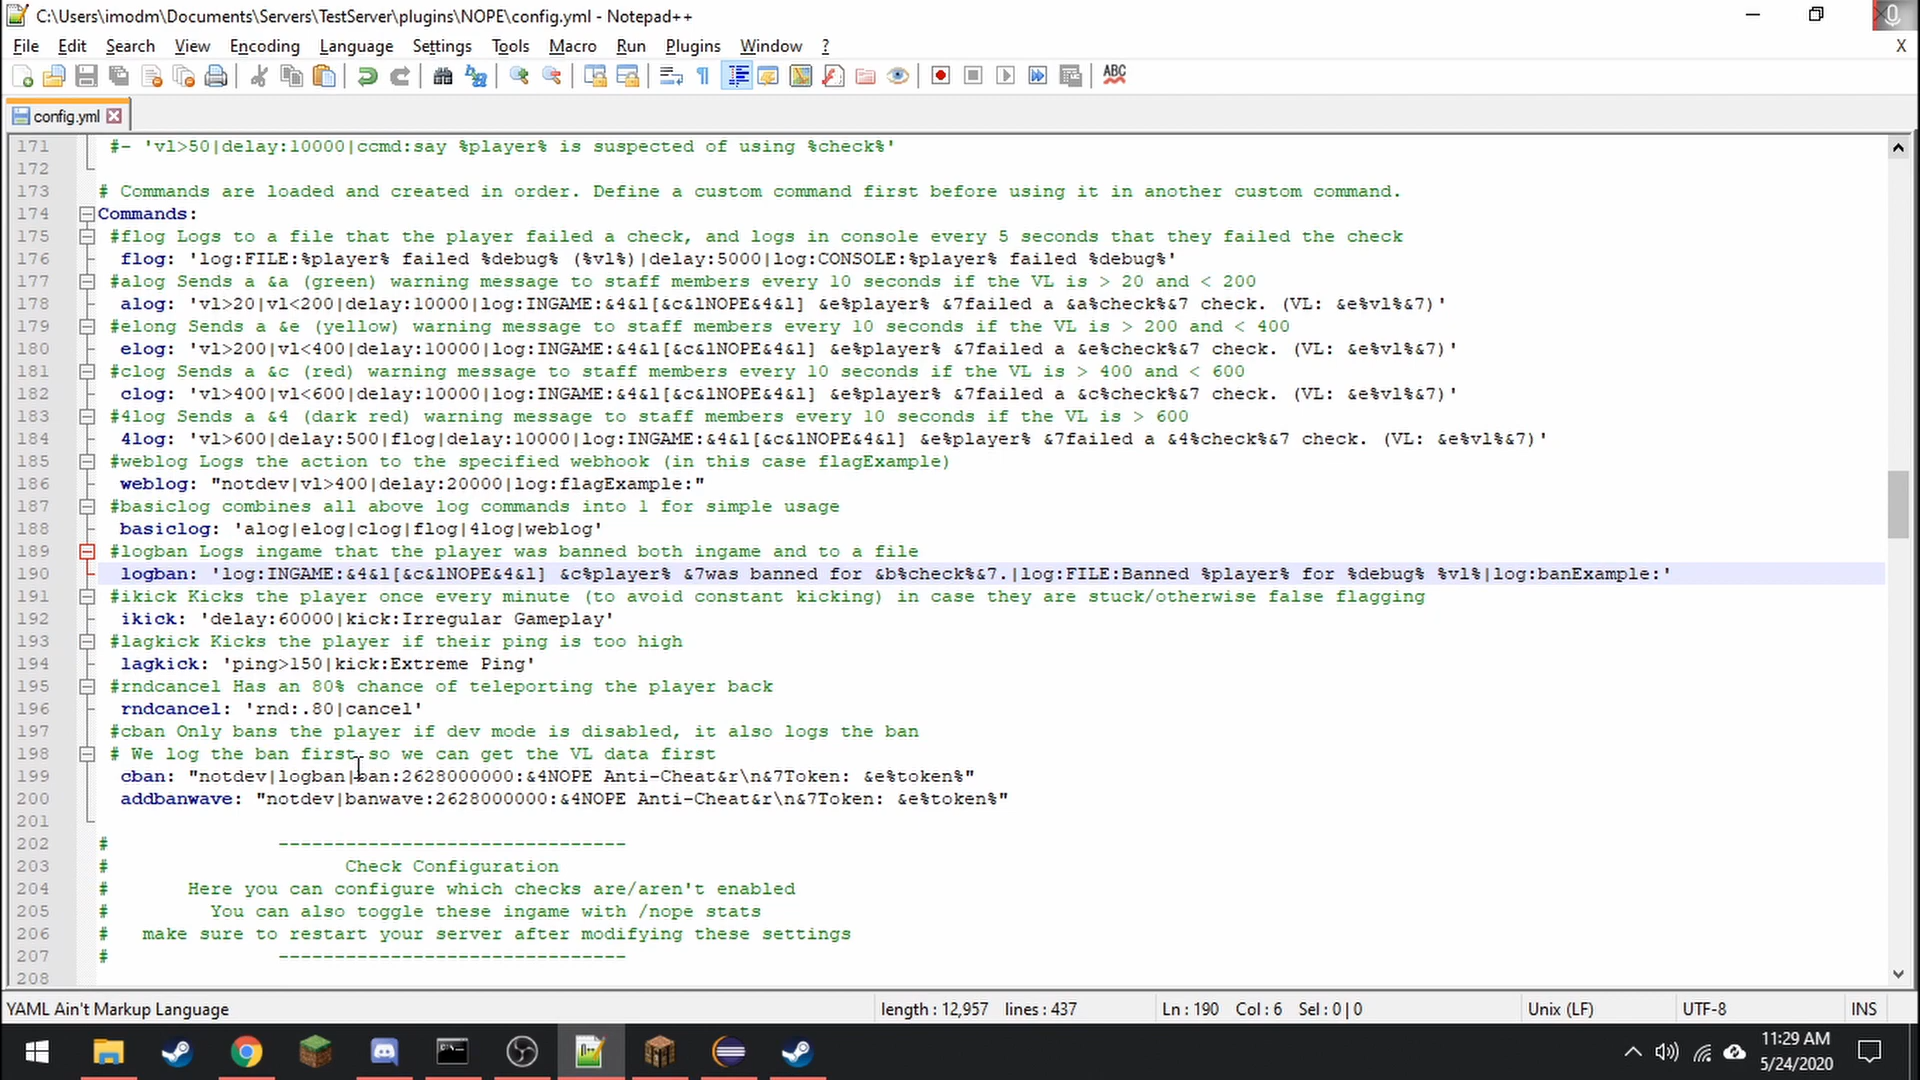 C:\Users\imodm\Documents\Servers\TestServer\plugins\NOPE\config.yml - Notepad++
File Edit Search View Encoding Language Settings Tools Macro Run Plugins Window ? X
ABC
config.yml
171 #- 'vl>50|delay:10000|ccmd:say %player% is suspected of using %check%'
172
173 # Commands are loaded and created in order. Define a custom command first before using it in another custom command.
174 Commands:
175 #flog Logs to a file that the player failed a check, and logs in console every 5 seconds that they failed the check
176 flog: 'log:FILE:%player% failed %debug% (%vl%)|delay:5000|log:CONSOLE:%player% failed %debug%'
177 #alog Sends a &a (green) warning message to staff members every 10 seconds if the VL is > 20 and < 200
178 alog: 'vl>20|vl<200|delay:10000|log:INGAME:&4&l[&c&lNOPE&4&l] &e%player% &7failed a &a%check%&7 check. (VL: &e%vl%&7)'
179 #elong Sends a &e (yellow) warning message to staff members every 10 seconds if the VL is > 200 and < 400
180 elog: 'vl>200|vl<400|delay:10000|log:INGAME:&4&l[&c&lNOPE&4&l] &e%player% &7failed a &e%check%&7 check. (VL: &e%vl%&7)'
181 #clog Sends a &c (red) warning message to staff members every 10 seconds if the VL is > 400 and < 600
182 clog: 'vl>400|vl<600|delay:10000|log:INGAME:&4&l[&c&lNOPE&4&l] &e%player% &7failed a &c%check%&7 check. (VL: &e%vl%&7)'
183 #4log Sends a &4 (dark red) warning message to staff members every 10 seconds if the VL is > 600
184 4log: 'vl>600|delay:500|flog|delay:10000|log:INGAME:&4&l[&c&lNOPE&4&l] &e%player% &7failed a &4%check%&7 check. (VL: &e%vl%&7)'
185 #weblog Logs the action to the specified webhook (in this case flagExample)
186 weblog: "notdev|vl>400|delay:20000|log:flagExample:"
187 #basiclog combines all above log commands into 1 for simple usage
188 basiclog: 'alog|elog|clog|flog|4log|weblog'
189 #logban Logs ingame that the player was banned both ingame and to a file
190 logban: 'log:INGAME:&4&l[&c&lNOPE&4&l] &c%player% &7was banned for &b%check%&7.|log:FILE:Banned %player% for %debug% %vl%|log:banExample:'
191 #ikick Kicks the player once every minute (to avoid constant kicking) in case they are stuck/otherwise false flagging
192 ikick: 'delay:60000|kick:Irregular Gameplay'
193 #lagkick Kicks the player if their ping is too high
194 lagkick: 'ping>150|kick:Extreme Ping'
195 #rndcancel Has an 80% chance of teleporting the player back
196 rndcancel: 'rnd:.80|cancel'
197 #cban Only bans the player if dev mode is disabled, it also logs the ban
198 # We log the ban first so we can get the VL data first
199 cban: "notdev|logban|ban:2628000000:&4NOPE Anti-Cheat&r\n&7Token: &e%token%"
200 addbanwave: "notdev|banwave:2628000000:&4NOPE Anti-Cheat&r\n&7Token: &e%token%"
201
202 # -------------------------------
203 # Check Configuration
204 # Here you can configure which checks are/aren't enabled
205 # You can also toggle these ingame with /nope stats
206 # make sure to restart your server after modifying these settings
207 # -------------------------------
208
YAML Ain't Markup Language length : 12,957 lines : 437 Ln : 190 Col : 6 Sel : 0 | 0 Unix (LF) UTF-8 INS
11:29 AM
5/24/2020